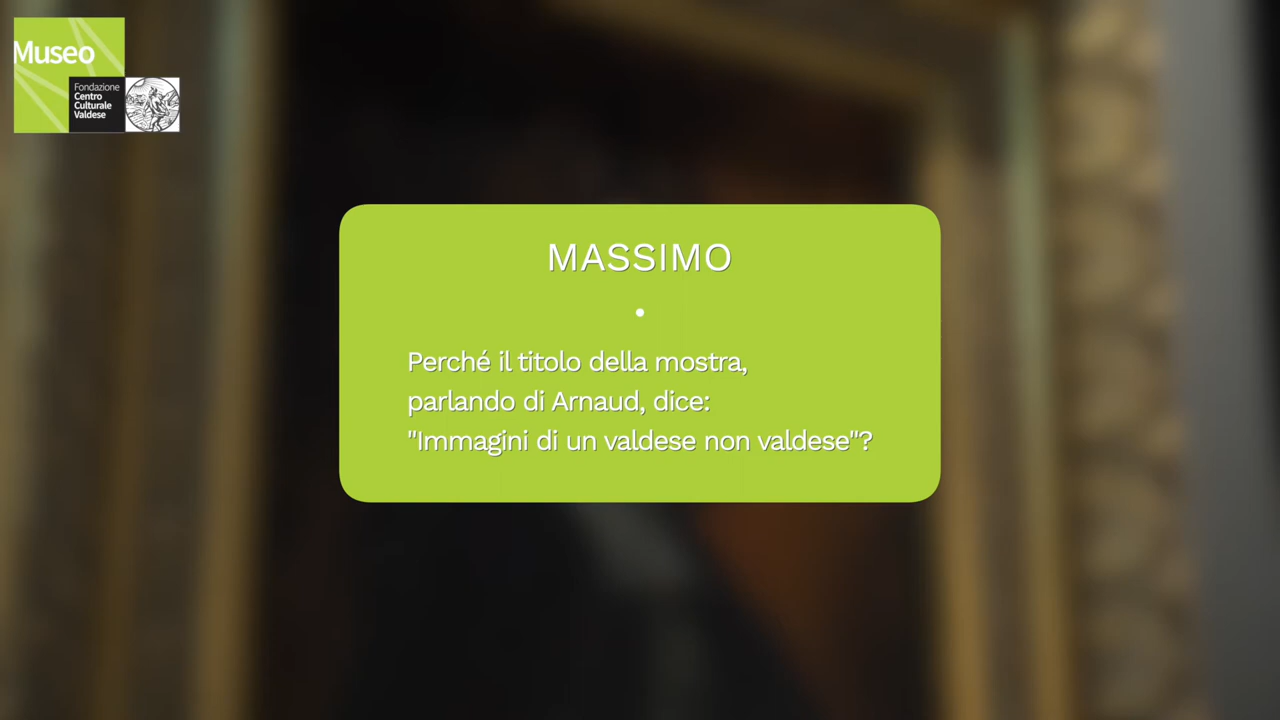 Museo
Fondazione
Centro
Culturale
Valdese
MASSIMO
Perché il titolo della mostra,
parlando di Arnaud, dice:
"Immagini di un valdese non valdese"?